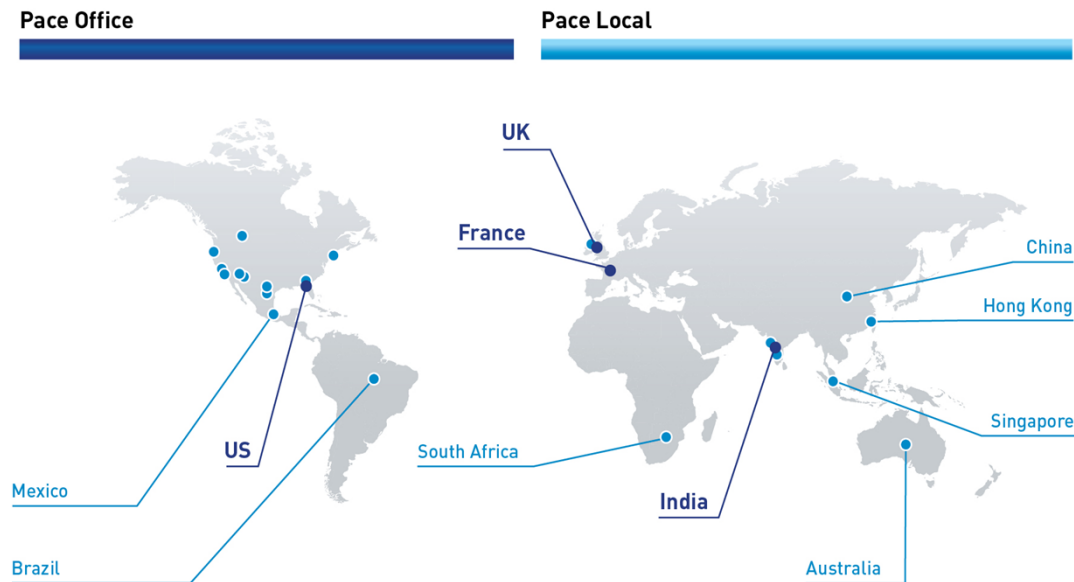 Pace Office
Pace Local
UK
France
China
Hong Kong
US
South Africa
Singapore
Mexico
India
Brazil
Australia